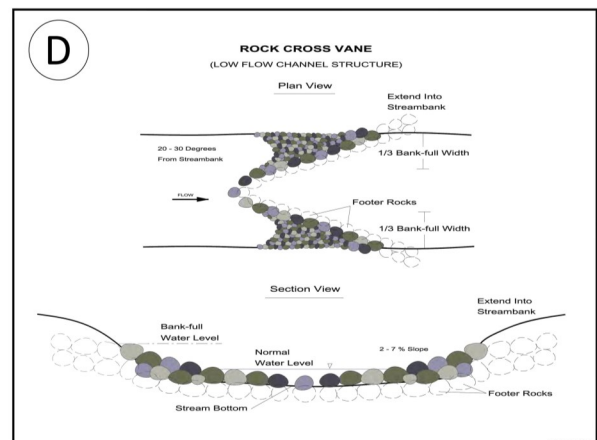 D
ROCK CROSS VANE
(LOW FLOW CHANNEL STRUCTURE)
Plan View
Extend Into
Streambank
20 - 30 Degrees
From Streambank
1/3 Bank-full Width
FLOW
Footer Rocks
1/3 Bank-full Width
Section View
Extend Into
Streambank
Bank-full
Water Level
Normal
Water Level
2 - 7 % Slope
Footer Rocks
Stream Bottom